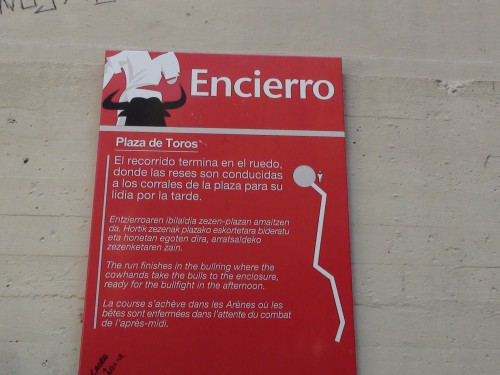 Encierro
Plaza de Toros
El recorrido termina en el ruedo,
donde las reses son conducidas
a los corrales de la plaza para su
lidia por la tarde.
Entzierroaren ibilaldia zezen-plazan amaitzen
da. Hortik zezenak plazako eskortetara bideratu
eta horietan egoten dira, arratsaldeko
zezenketaren zain.
The run finishes in the bullring where the
cowhands take the bulls to the enclosure,
ready for the bullfight in the afternoon.
La course s'achève dans les Arènes où les
bêtes sont enfermées dans l'attente du combat
de l'après-midi.